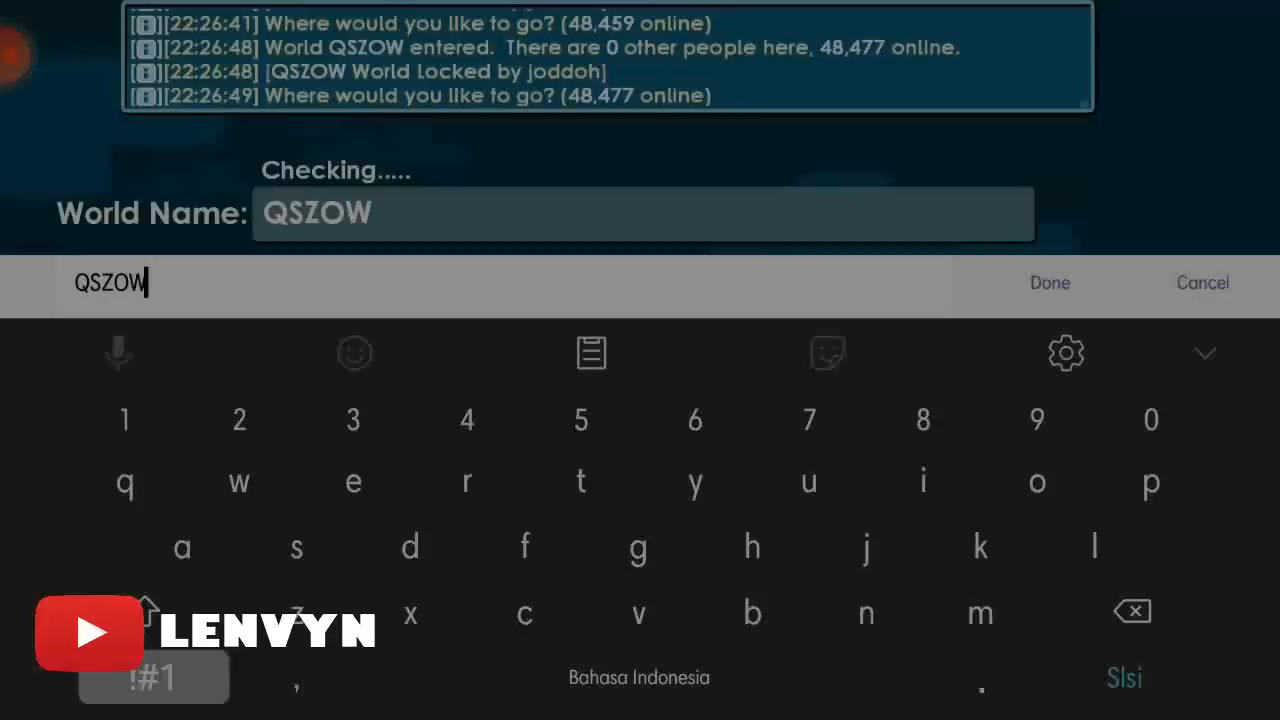 [i][22:26:41] Where would you like to go? (48,459 online)
[i][22:26:48] World QSZOW entered. There are 0 other people here, 48,477 online.
[i][22:26:48] [QSZOW World Locked by joddoh]
[i][22:26:49] Where would you like to go? (48,477 online)
Checking.....
World Name: QSZOW
QSZOW Done Cancel
1 2 3 4 5 6 7 8 9 0
q w e r t y u i o p
a s d f g h j k l
z x c v b n m
LENVYN
!#1 , Bahasa Indonesia . Slsi